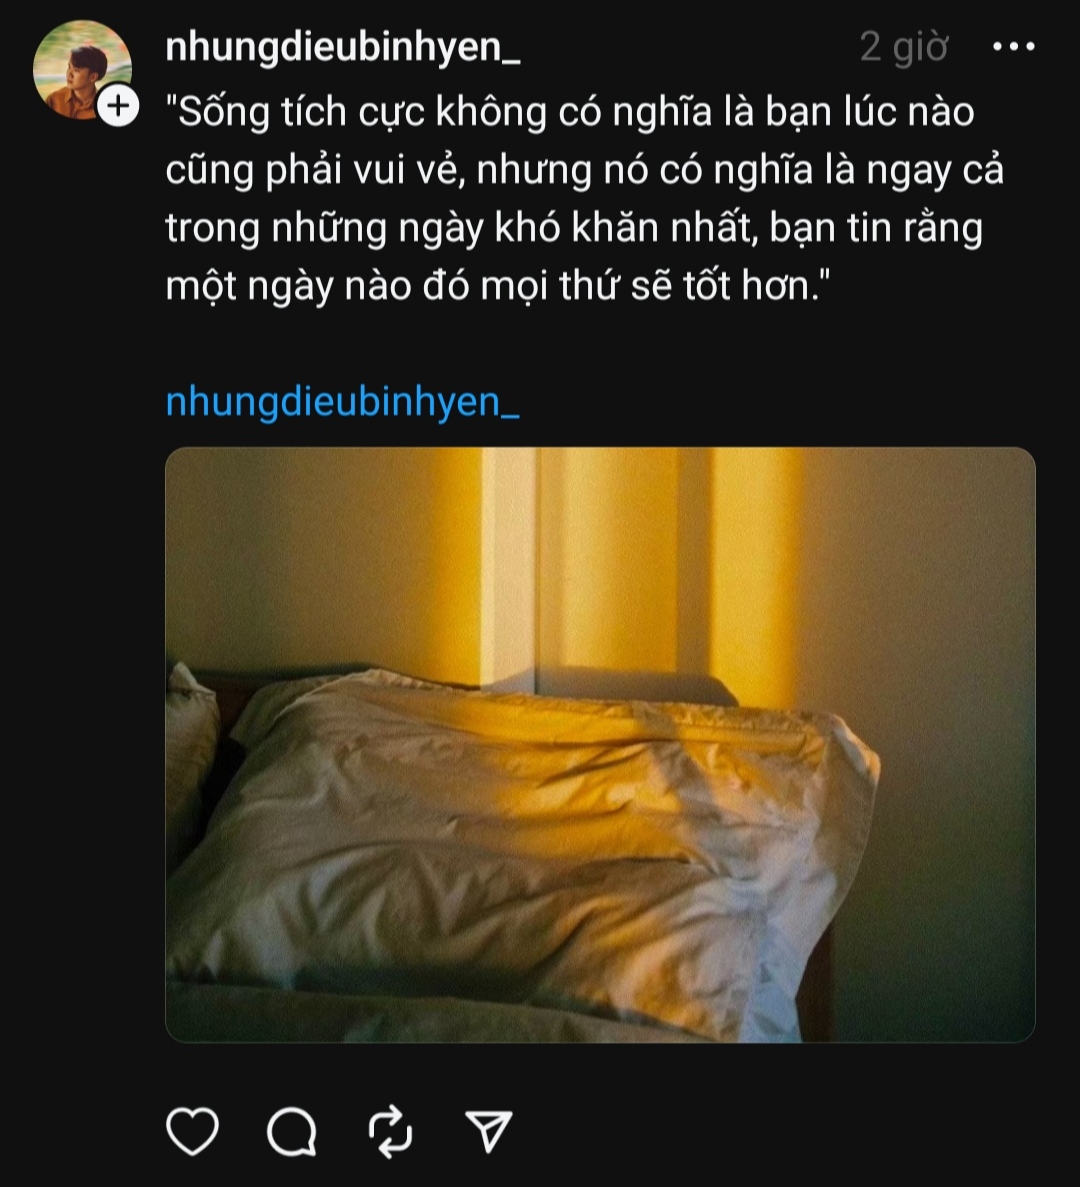 nhungdieubinhyen_
2 giờ
"Sống tích cực không có nghĩa là bạn lúc nào
cũng phải vui vẻ, nhưng nó có nghĩa là ngay cả
trong những ngày khó khăn nhất, bạn tin rằng
một ngày nào đó mọi thứ sẽ tốt hơn."
nhungdieubinhyen_